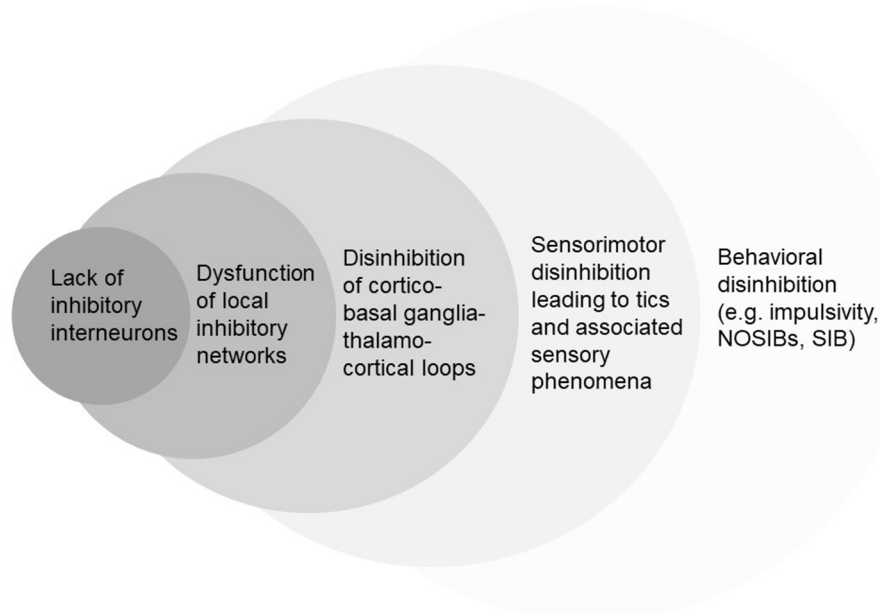 Lack of
inhibitory
interneurons
Dysfunction
of local
inhibitory
networks
Disinhibition
of cortico-
basal ganglia-
thalamo-
cortical loops
Sensorimotor
disinhibition
leading to tics
and associated
sensory
phenomena
Behavioral
disinhibition
(e.g. impulsivity,
NOSIBs, SIB)